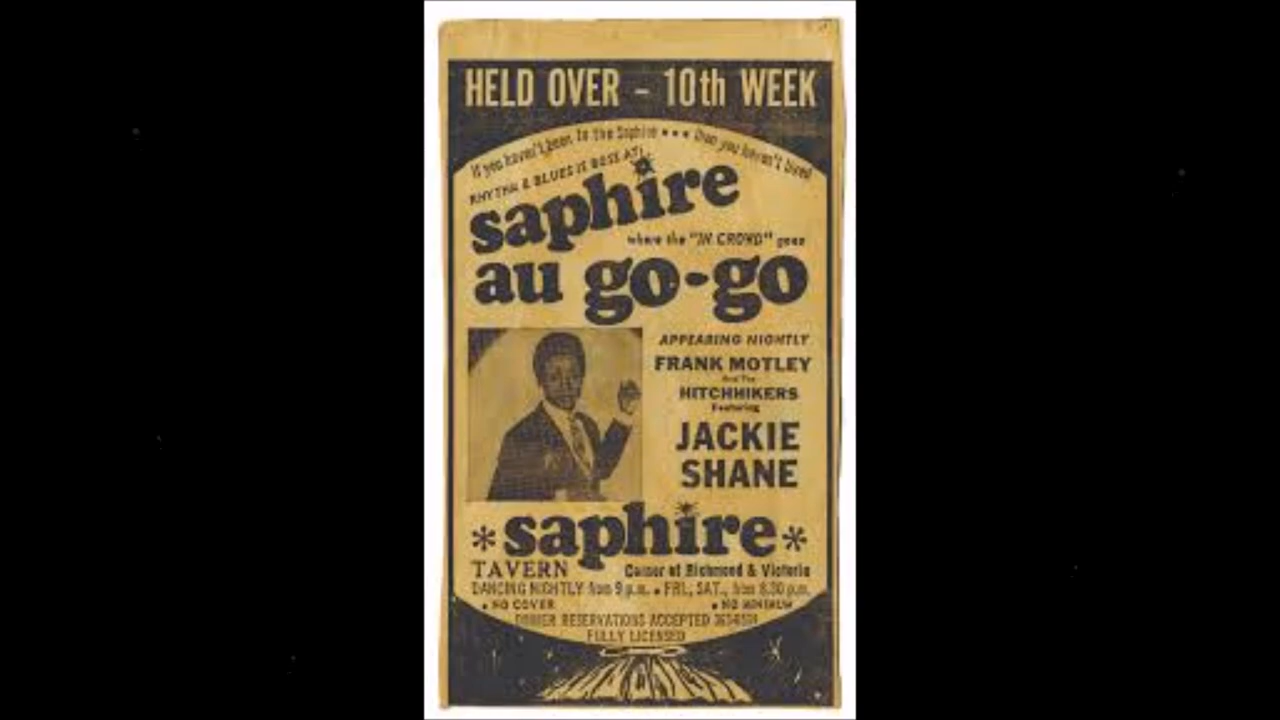 HELD OVER - 10th WEEK
If you haven't been to the Saphire ••• then you haven't lived
RHYTHM & BLUES IS BEST AT!
saphire
where the "IN CROWD" goes
au go-go
APPEARING NIGHTLY
FRANK MOTLEY
And The
HITCHHIKERS
Featuring
JACKIE
SHANE
*saphire*
TAVERN Corner of Richmond & Victoria
DANCING NIGHTLY from 9 p.m. • FRI., SAT., from 8.30 p.m.
• NO COVER • NO MINIMUM
DINNER RESERVATIONS ACCEPTED
FULLY LICENSED